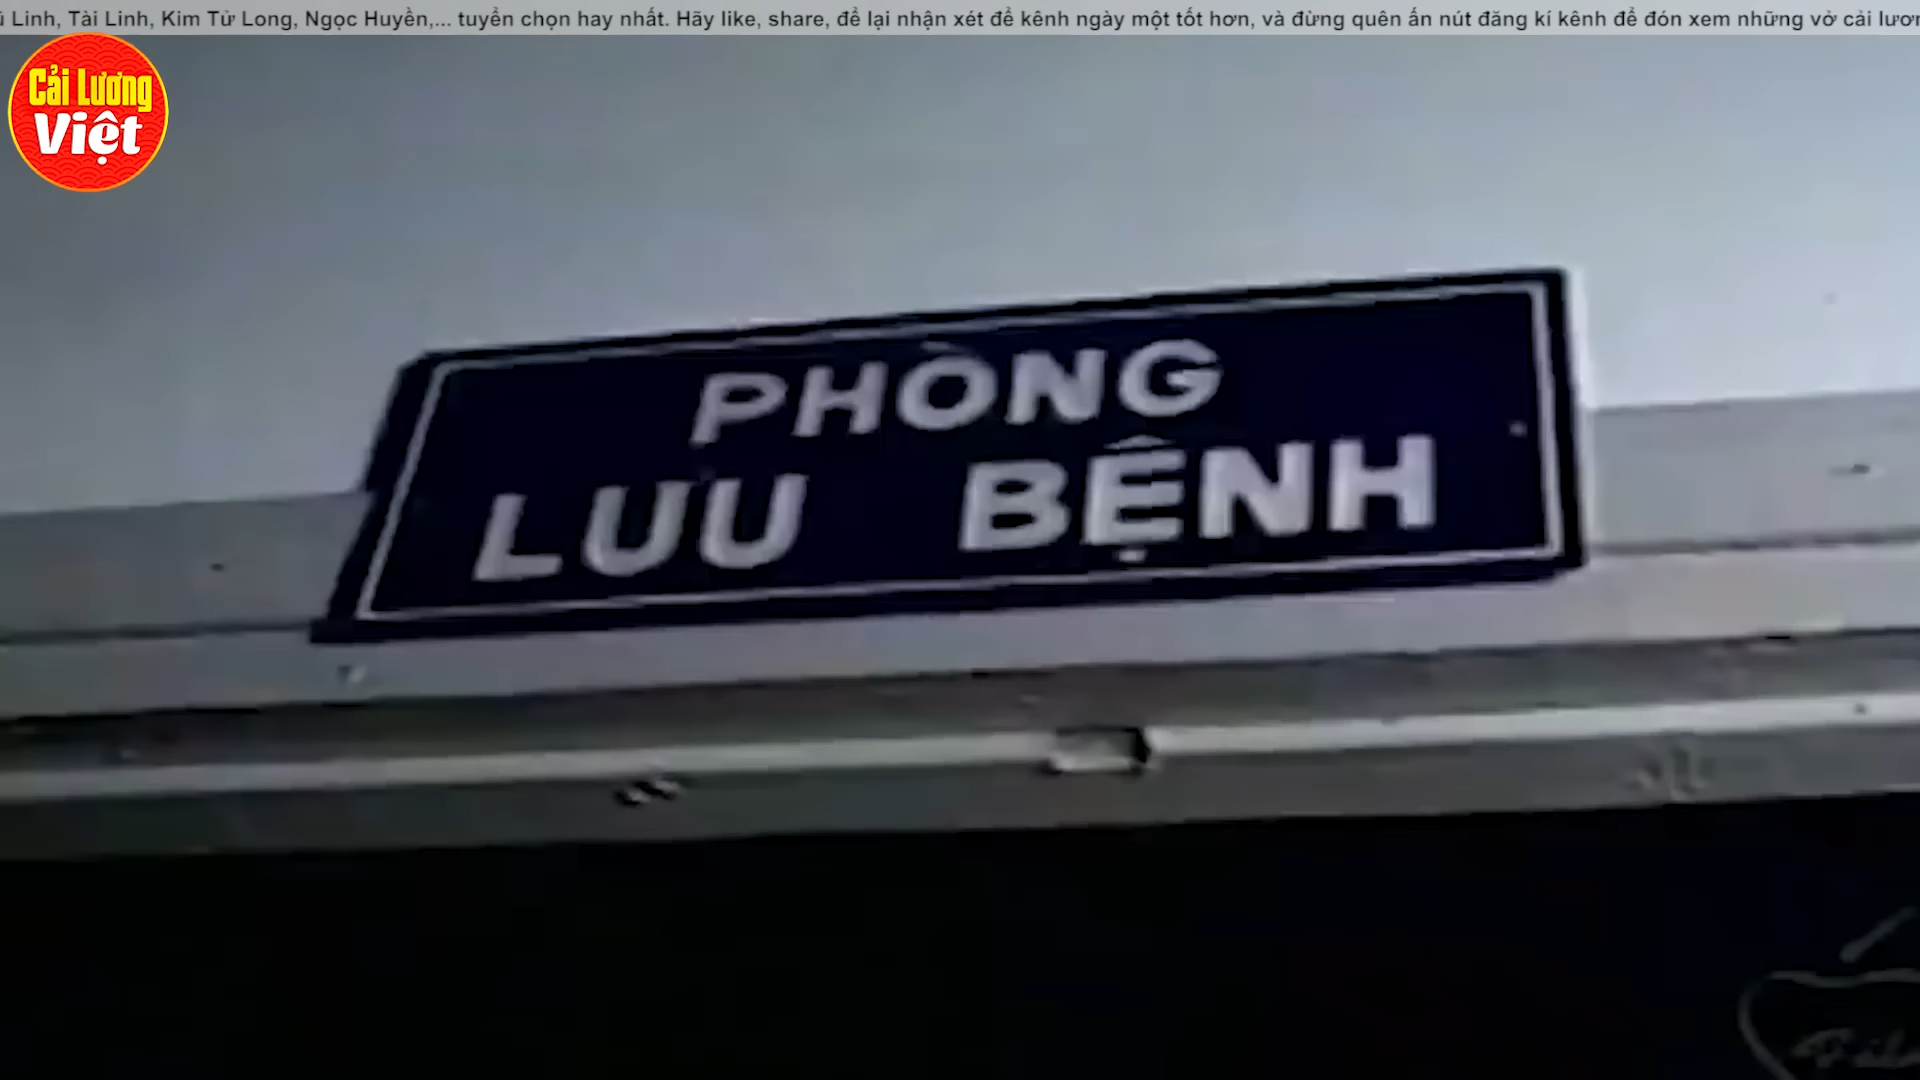 Linh, Tài Linh, Kim Tử Long, Ngọc Huyền,... tuyển chọn hay nhất. Hãy like, share, để lại nhận xét để kênh ngày một tốt hơn, và đừng quên ấn nút đăng kí kênh để đón xem những vở cải
Cải Lương
Việt
PHÒNG
LƯU BỆNH